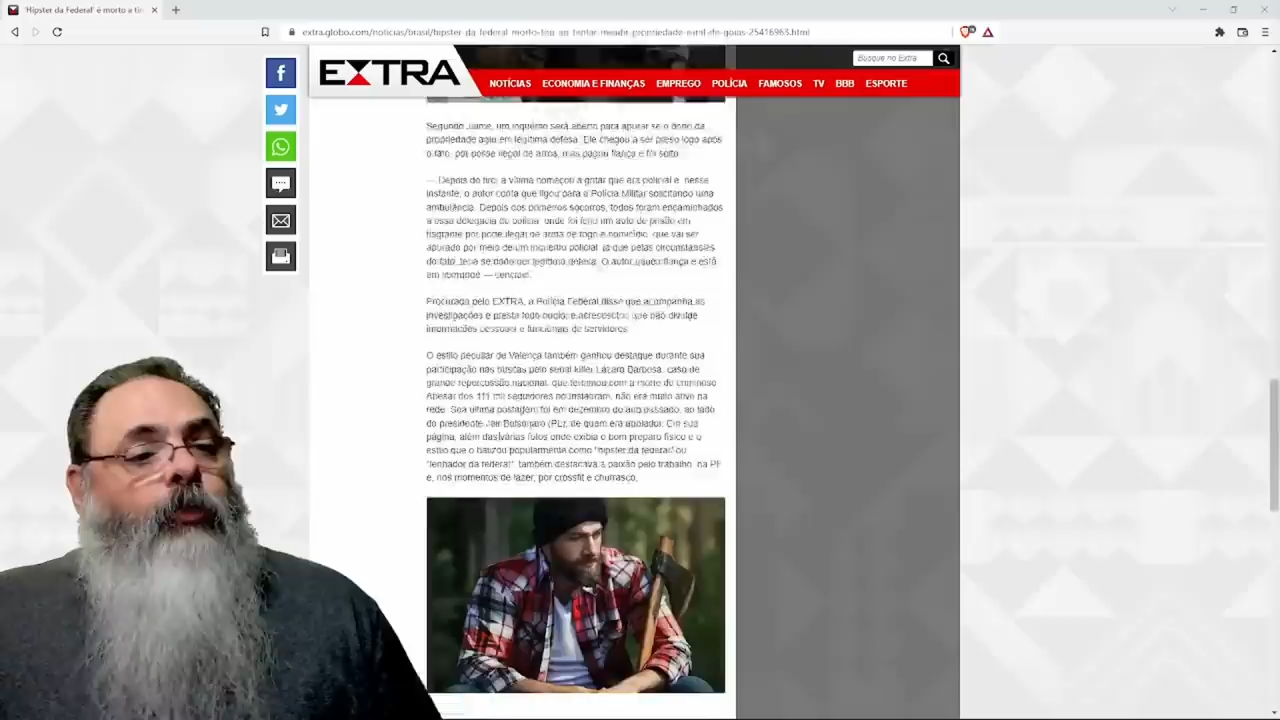 'Hipster da Federal' é morto a tir
extra.globo.com/noticias/brasil/hipster-da-federal-morto-tiro-ao-tentar-invadir-propriedade-rural-de-goias-25416963.html
EXTRA
Busque no Extra
NOTÍCIAS ECONOMIA E FINANÇAS EMPREGO POLÍCIA FAMOSOS TV BBB ESPORTE
Segundo um inquérito será aberto para apurar se o dono da
propriedade agiu em legítima defesa. Ele chegou a ser preso logo após
o fato, por posse ilegal de arma, mas pagou fiança e foi solto.
— Depois do tiro, a vítima começou a gritar que era policial e, nesse
instante, o autor conta que ligou para a Polícia Militar solicitando uma
ambulância. Depois dos primeiros socorros, todos foram encaminhados
a essa delegacia de polícia, onde foi feito um auto de prisão em
flagrante por posse ilegal de arma de fogo e homicídio, que vai ser
apurado por meio de um inquérito policial, já que pelas circunstâncias
do fato, teria se dado por legítima defesa. O autor pagou fiança e está
em liberdade —
Procurada pelo EXTRA, a Polícia Federal disse que acompanha as
investigações e presta todo apoio, e acrescentou que não divulga
informações pessoais e funcionais de servidores.
O estilo peculiar de Valença também ganhou destaque durante sua
participação nas buscas pelo serial killer Lázaro Barbosa, caso de
grande repercussão nacional, que terminou com a morte do criminoso.
Apesar dos 111 mil seguidores no Instagram, não era muito ativo na
rede. Sua última postagem foi em dezembro do ano passado, ao lado
do presidente Jair Bolsonaro (PL), de quem era apoiador. Em sua
página, além das várias fotos onde exibia o bom preparo físico e o
estilo que o batizou popularmente como "hipster da federal" ou
"lenhador da federal", também destacava a paixão pelo trabalho na PF
e, nos momentos de lazer, por crossfit e churrasco.